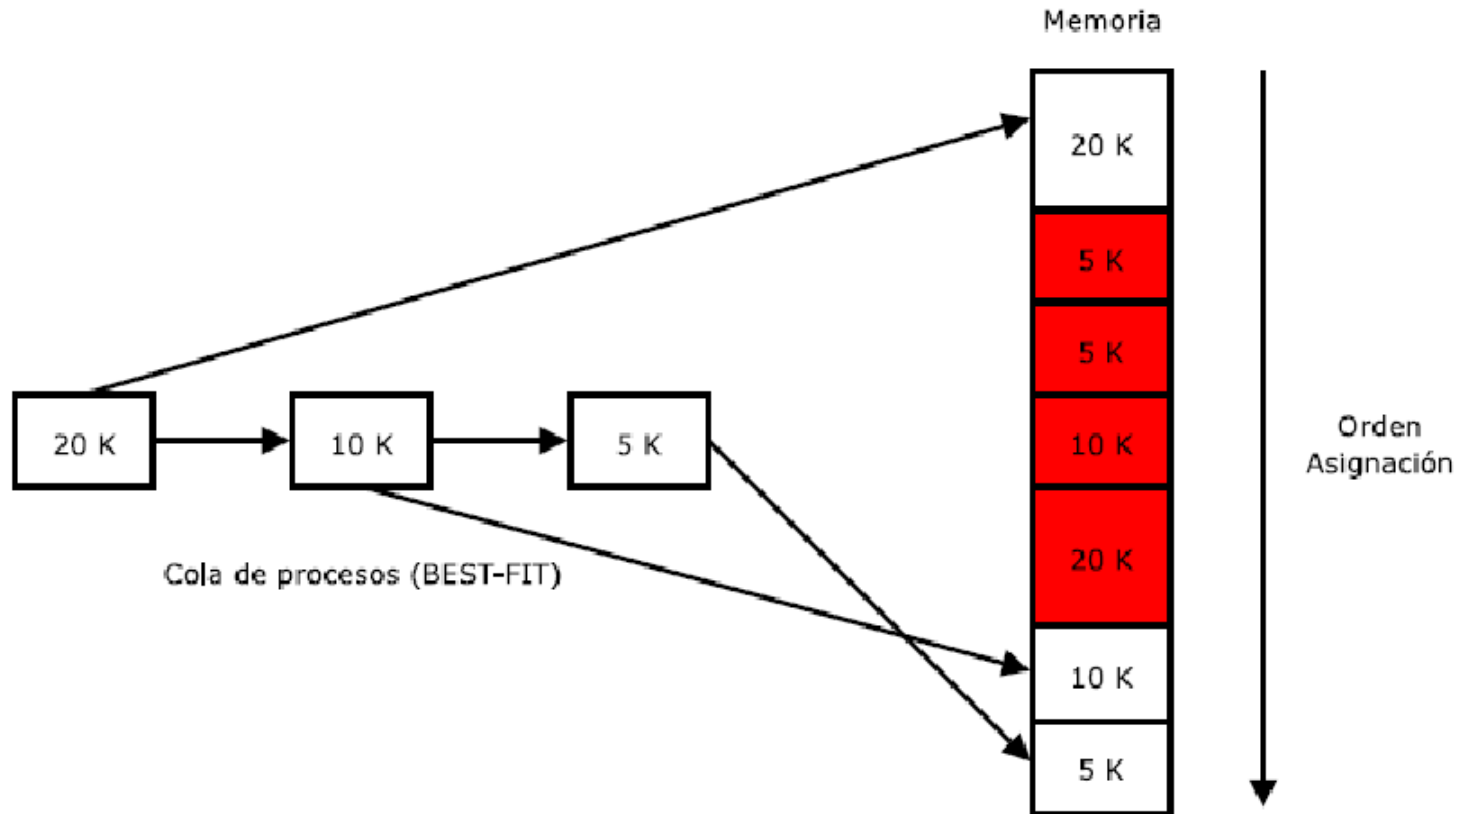 Memoria
20 K
5 K
5 K
20 K
10 K
5 K
10 K
Orden
Asignación
20 K
Cola de procesos (BEST-FIT)
10 K
5 K